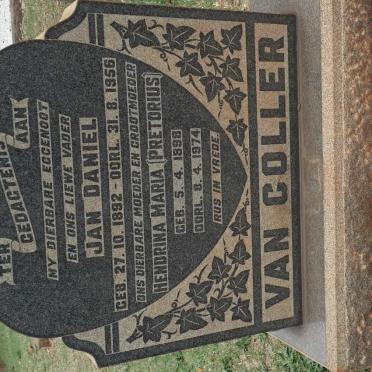 TER
GEDAGTENIS
AAN
MY DIERBARE EGGENOOT
EN ONS LIEWE VADER
JAN DANIEL
GEB. 27. 10. 1892 - OORL. 31. 8. 1956
ONS DIERBARE MOEDER EN GROOTMOEDER
HENDRINA MARIA (PRETORIUS)
GEB. 5. 4. 1898
OORL. 8. 4. 1974
RUS IN VREDE.
VAN COLLER